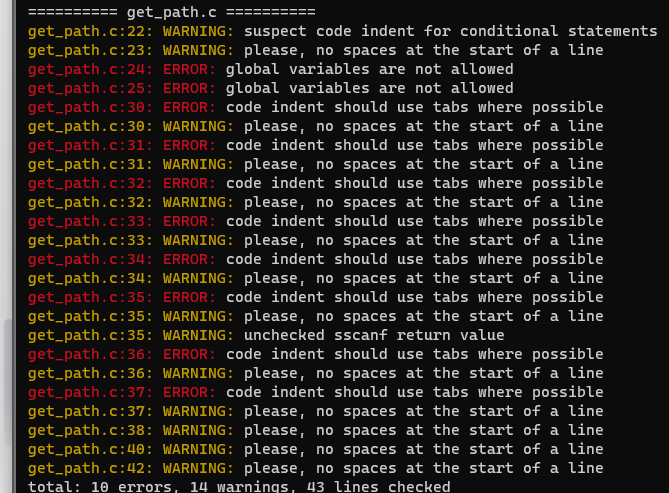 ========== get_path.c ==========
get_path.c:22: WARNING: suspect code indent for conditional statements
get_path.c:23: WARNING: please, no spaces at the start of a line
get_path.c:24: ERROR: global variables are not allowed
get_path.c:25: ERROR: global variables are not allowed
get_path.c:30: ERROR: code indent should use tabs where possible
get_path.c:30: WARNING: please, no spaces at the start of a line
get_path.c:31: ERROR: code indent should use tabs where possible
get_path.c:31: WARNING: please, no spaces at the start of a line
get_path.c:32: ERROR: code indent should use tabs where possible
get_path.c:32: WARNING: please, no spaces at the start of a line
get_path.c:33: ERROR: code indent should use tabs where possible
get_path.c:33: WARNING: please, no spaces at the start of a line
get_path.c:34: ERROR: code indent should use tabs where possible
get_path.c:34: WARNING: please, no spaces at the start of a line
get_path.c:35: ERROR: code indent should use tabs where possible
get_path.c:35: WARNING: please, no spaces at the start of a line
get_path.c:35: WARNING: unchecked sscanf return value
get_path.c:36: ERROR: code indent should use tabs where possible
get_path.c:36: WARNING: please, no spaces at the start of a line
get_path.c:37: ERROR: code indent should use tabs where possible
get_path.c:37: WARNING: please, no spaces at the start of a line
get_path.c:38: WARNING: please, no spaces at the start of a line
get_path.c:40: WARNING: please, no spaces at the start of a line
get_path.c:42: WARNING: please, no spaces at the start of a line
total: 10 errors, 14 warnings, 43 lines checked